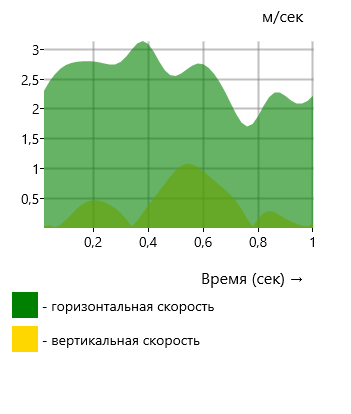 м/сек
3
2,5
2
1,5
1
0,5
0,2 0,4 0,6 0,8 1
Время (сек) →
- горизонтальная скорость
- вертикальная скорость